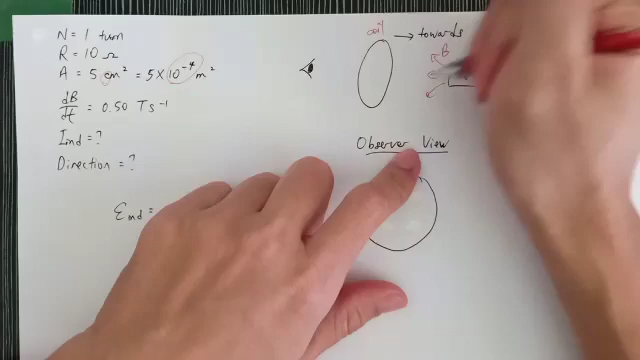 N = 1 turn
R = 10 Ω
A = 5 cm² = 5 × 10⁻⁴ m²
dB/dt = 0.50 Ts⁻¹
Iind = ?
Direction = ?
Ɛind =
coil → towards
B
Observer View